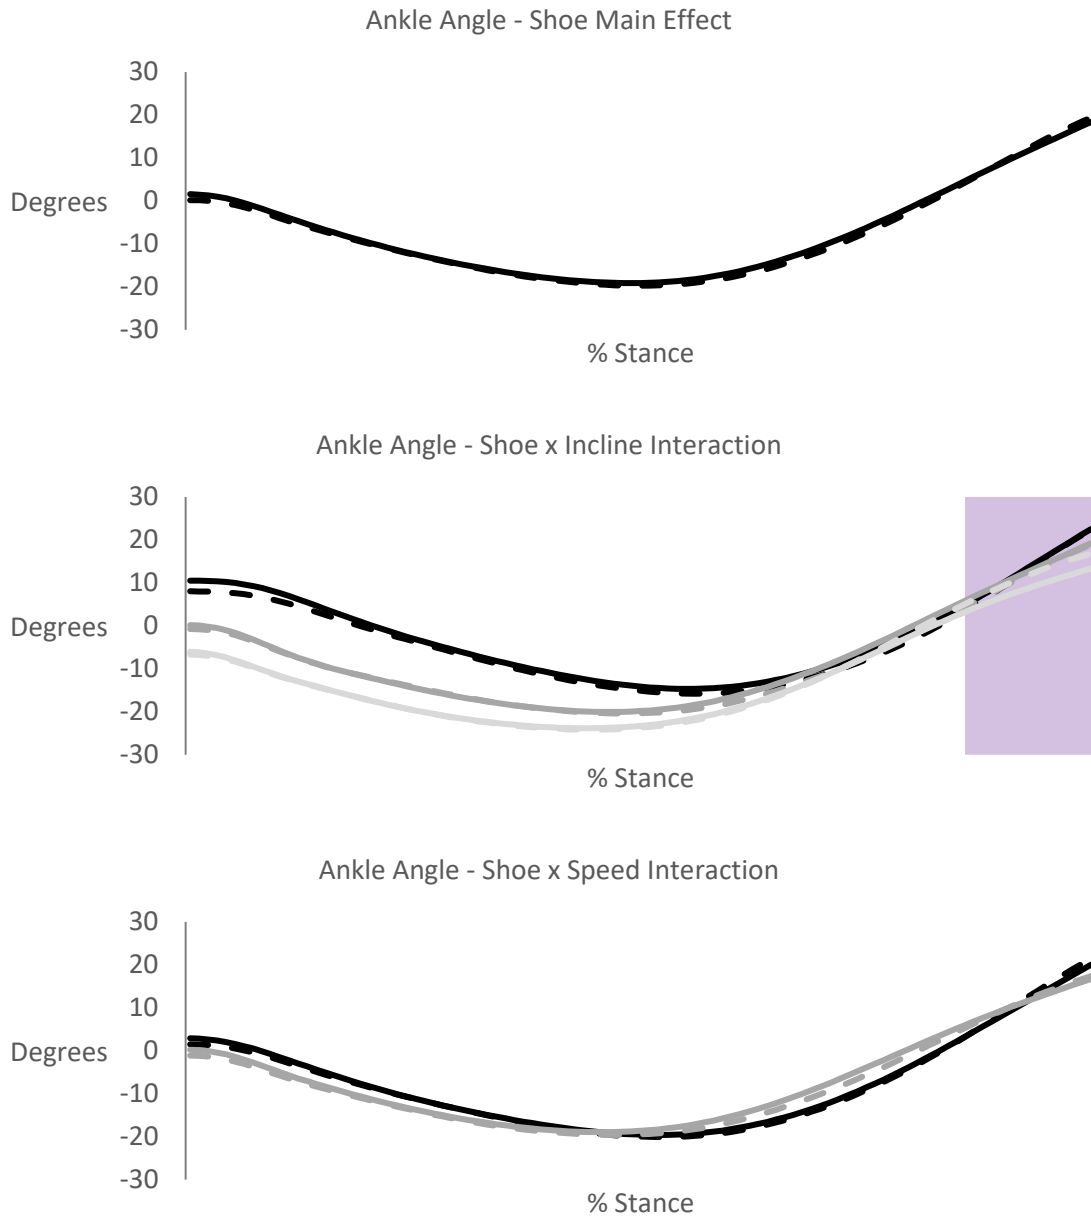 Ankle Angle - Shoe Main Effect
30
20
10
0
-10
-20
-30
Degrees
% Stance
Ankle Angle - Shoe x Incline Interaction
30
20
10
0
-10
-20
-30
Degrees
% Stance
Ankle Angle - Shoe x Speed Interaction
30
20
10
0
-10
-20
-30
Degrees
% Stance